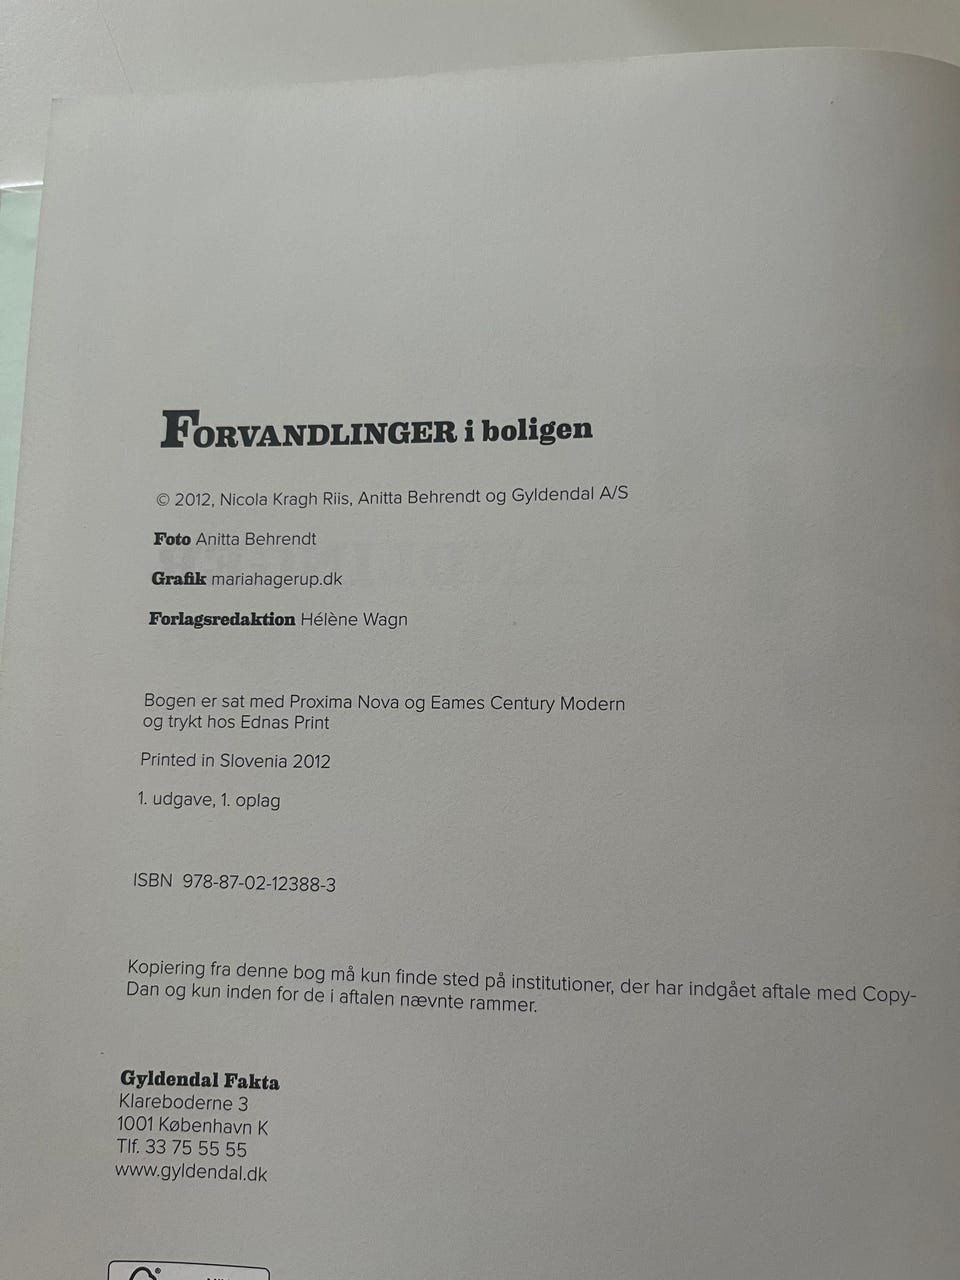 FORVANDLINGER i boligen
© 2012, Nicola Kragh Riis, Anitta Behrendt og Gyldendal A/S
Foto Anitta Behrendt
Grafik mariahagerup.dk
Forlagsredaktion Hélène Wagn
Bogen er sat med Proxima Nova og Eames Century Modern
og trykt hos Ednas Print
Printed in Slovenia 2012
1. udgave, 1. oplag
ISBN 978-87-02-12388-3
Kopiering fra denne bog må kun finde sted på institutioner, der har indgået aftale med Copy-
Dan og kun inden for de i aftalen nævnte rammer.
Gyldendal Fakta
Klareboderne 3
1001 København K
Tlf. 33 75 55 55
www.gyldendal.dk